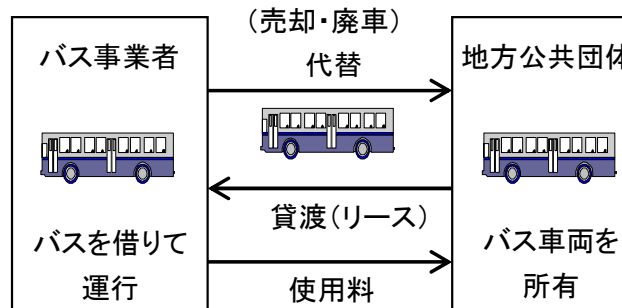 バス事業者
バスを借りて
運行
（売却・廃車）
代替
貸渡（リース）
使用料
地方公共団体
バス車両を
所有